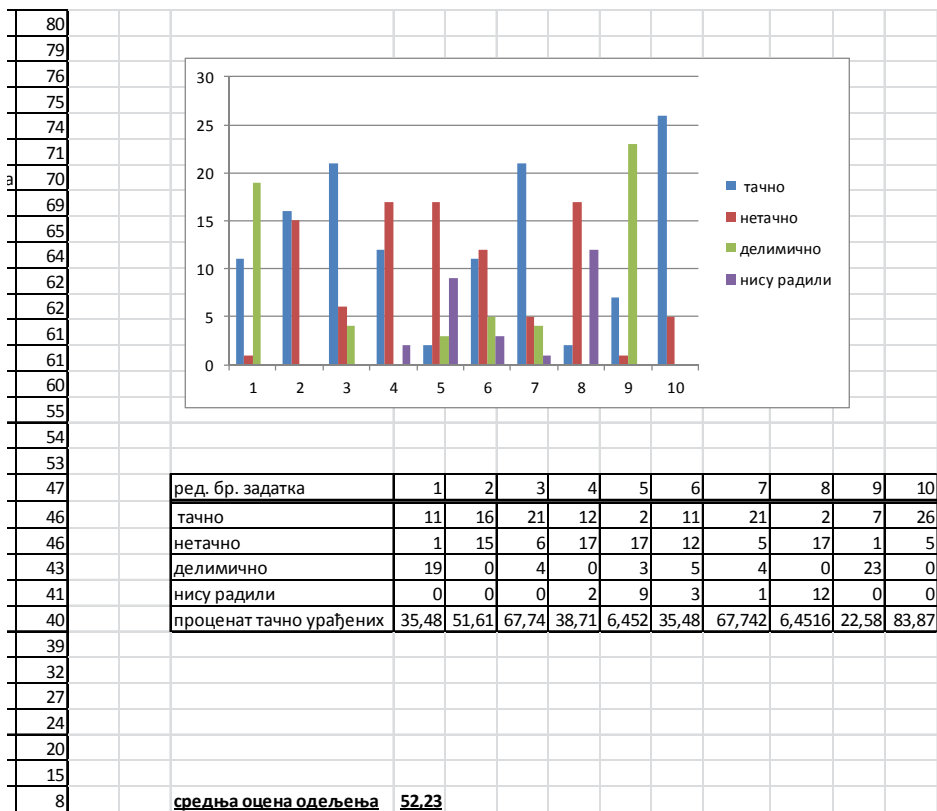 80
79
76
75
74
71
а 70
69
65
64
62
62
61
61
60
55
54
53
47
46
46
43
41
40
39
32
27
24
20
15
8
30
25
20
15
10
5
0
1 2 3 4 5 6 7 8 9 10
тачно
нетачно
делимично
нису радили
ред. бр. задатка 1 2 3 4 5 6 7 8 9 10
тачно 11 16 21 12 2 11 21 2 7 26
нетачно 1 15 6 17 17 12 5 17 1 5
делимично 19 0 4 0 3 5 4 0 23 0
нису радили 0 0 0 2 9 3 1 12 0 0
проценат тачно урађених 35,48 51,61 67,74 38,71 6,452 35,48 67,742 6,4516 22,58 83,87
средња оцена одељења 52,23